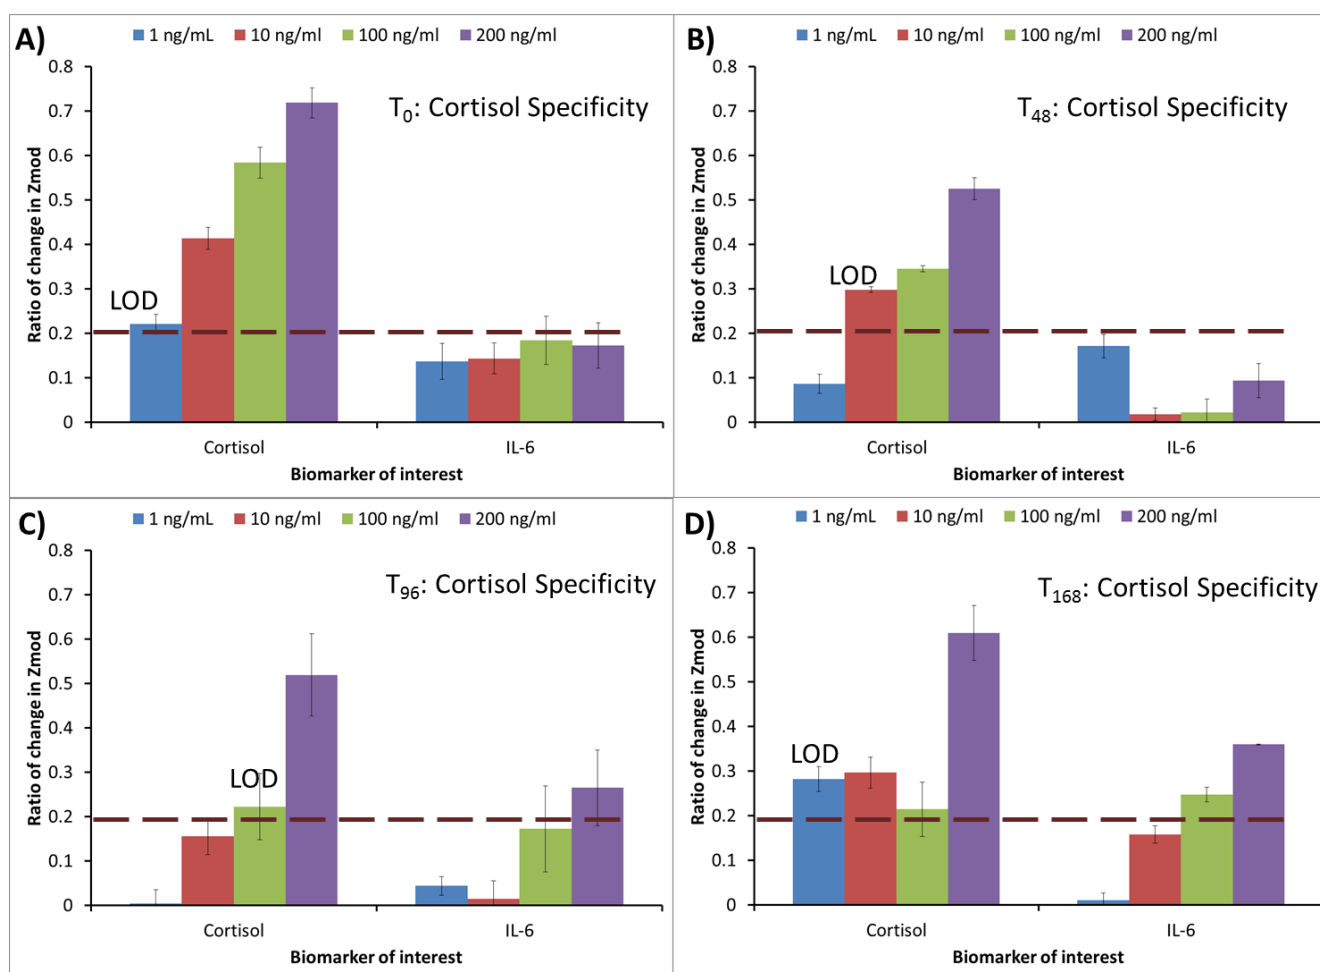 A)
1 ng/mL 10 ng/ml 100 ng/ml 200 ng/ml
T0: Cortisol Specificity
Ratio of change in Zmod
0.8
0.7
0.6
0.5
0.4
0.3
0.2
0.1
0
LOD
Cortisol IL-6
Biomarker of interest
B)
1 ng/mL 10 ng/ml 100 ng/ml 200 ng/ml
T48: Cortisol Specificity
Ratio of change in Zmod
0.8
0.7
0.6
0.5
0.4
0.3
0.2
0.1
0
LOD
Cortisol IL-6
Biomarker of interest
C)
1 ng/mL 10 ng/ml 100 ng/ml 200 ng/ml
T96: Cortisol Specificity
Ratio of change in Zmod
0.8
0.7
0.6
0.5
0.4
0.3
0.2
0.1
0
LOD
Cortisol IL-6
Biomarker of interest
D)
1 ng/mL 10 ng/ml 100 ng/ml 200 ng/ml
T168: Cortisol Specificity
Ratio of change in Zmod
0.8
0.7
0.6
0.5
0.4
0.3
0.2
0.1
0
LOD
Cortisol IL-6
Biomarker of interest